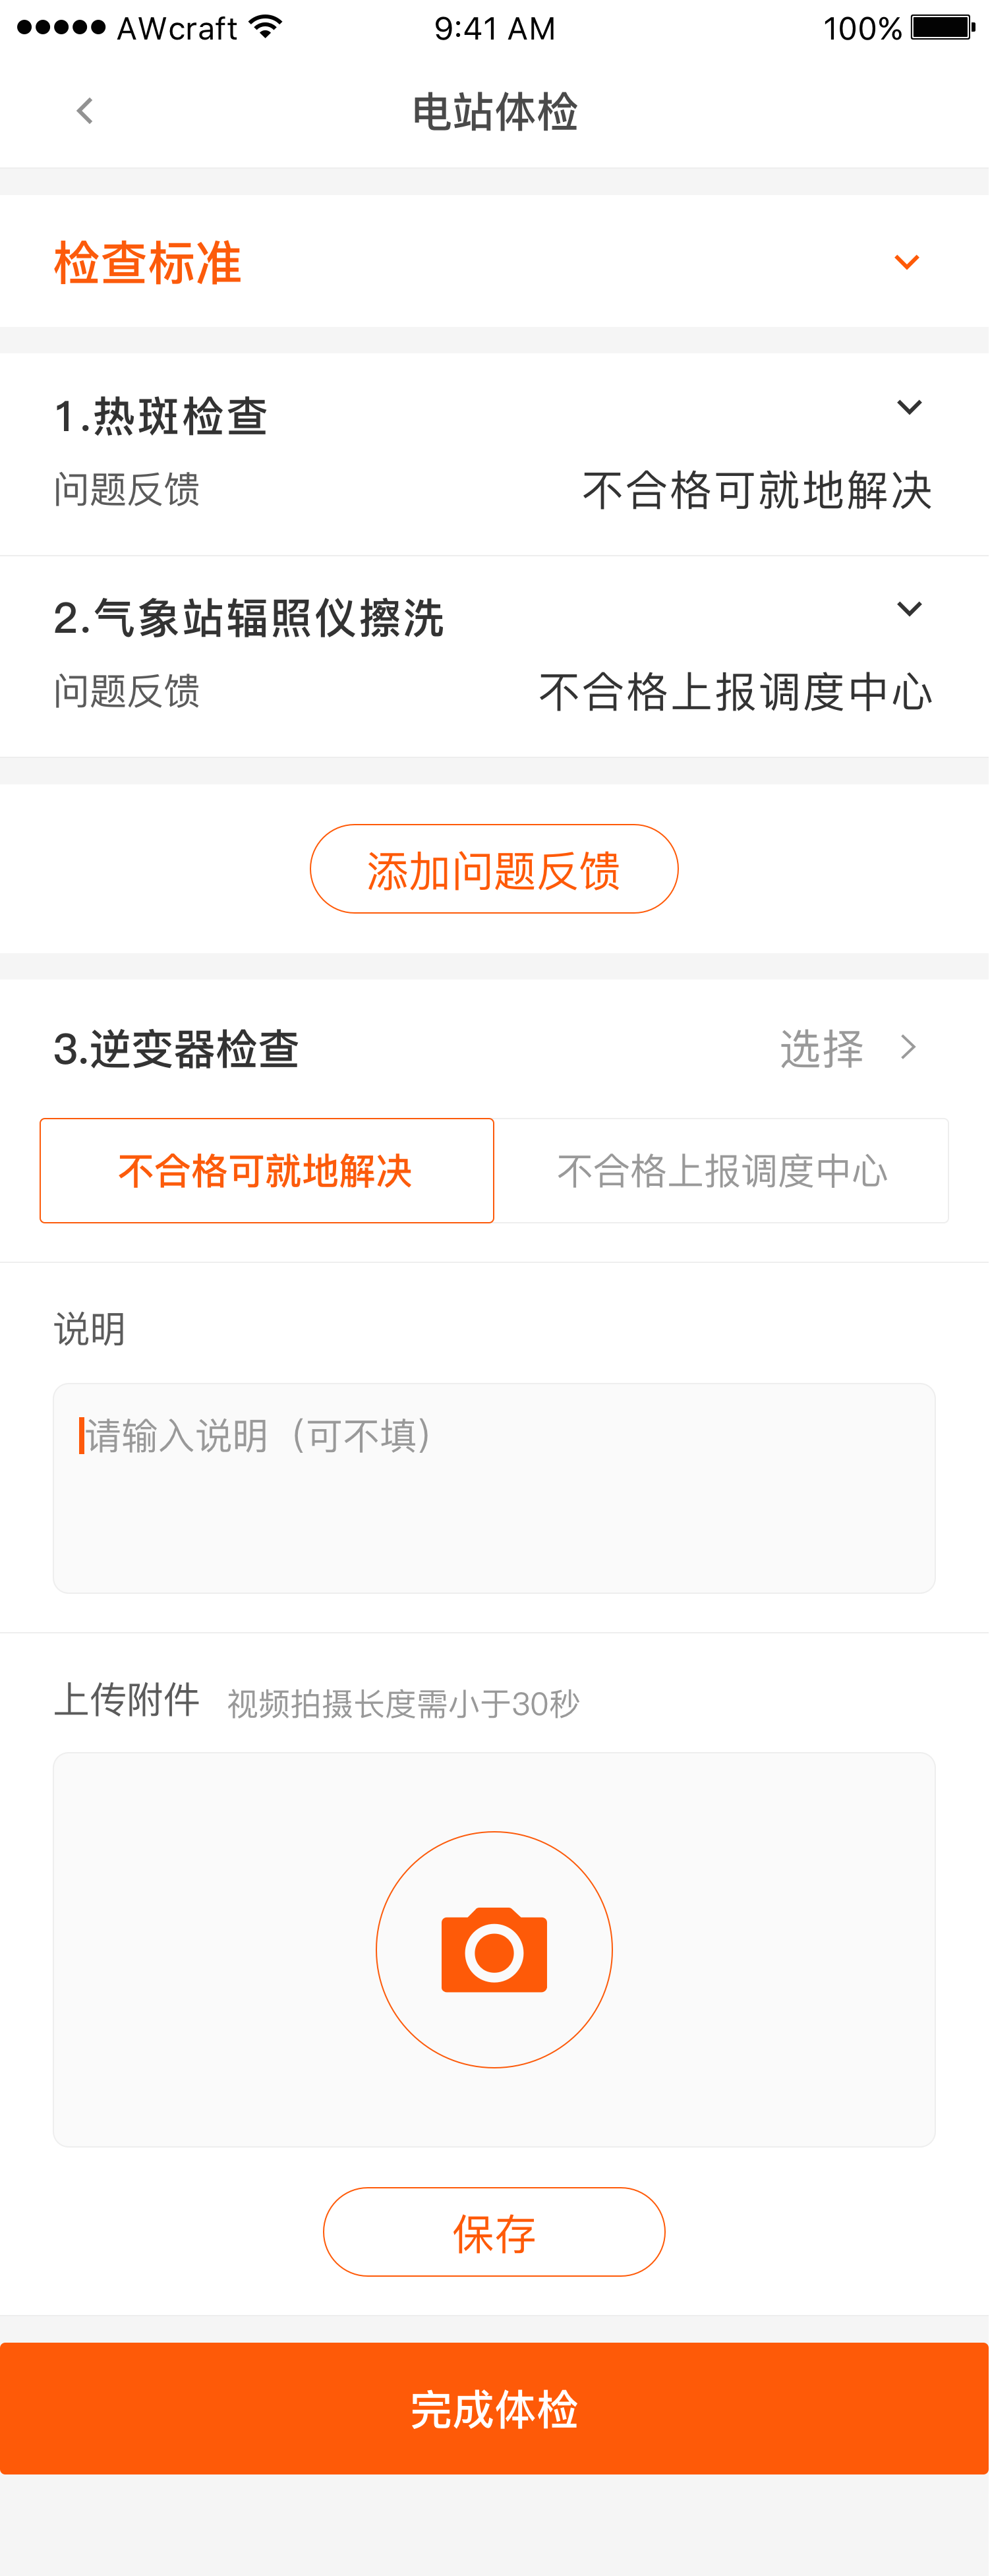 AWcraft 9:41 AM 100%
电站体检
检查标准
1.热斑检查
问题反馈 不合格可就地解决
2.气象站辐照仪擦洗
问题反馈 不合格上报调度中心
添加问题反馈
3.逆变器检查 选择
不合格可就地解决 不合格上报调度中心
说明
请输入说明（可不填）
上传附件 视频拍摄长度需小于30秒
保存
完成体检